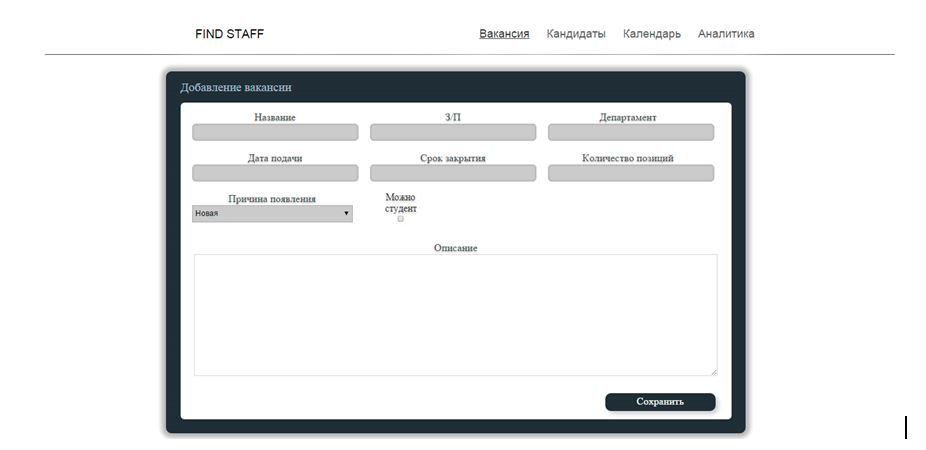 FIND STAFF
Вакансия Кандидаты Календарь Аналитика
Добавление вакансии
Название З/П Департамент
Дата подачи Срок закрытия Количество позиций
Причина появления
Можно
студент
Новая
Описание
Сохранить